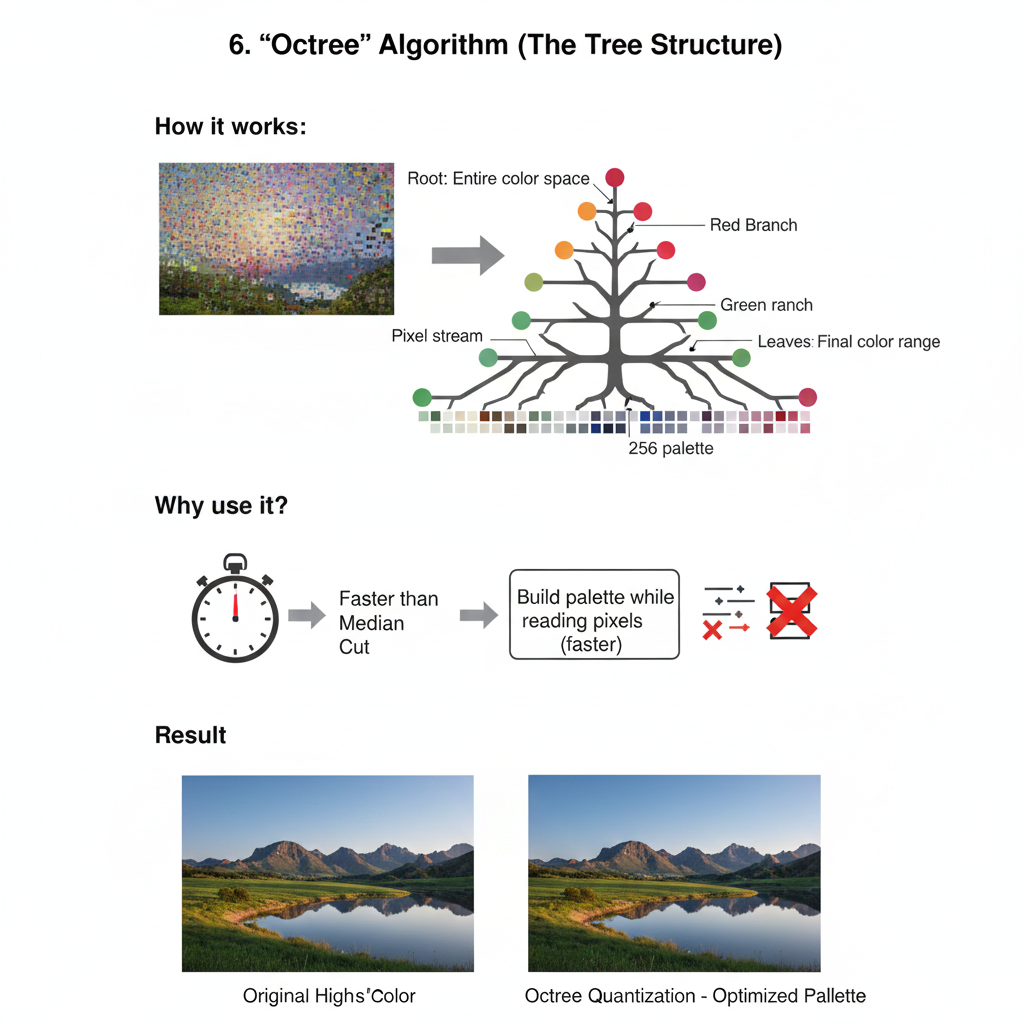 6. “Octree” Algorithm (The Tree Structure)
How it works:
Root: Entire color space
Red Branch
Green ranch
Pixel stream
Leaves: Final color range
256 palette
Why use it?
Faster than
Median
Cut
Build palette while
reading pixels
(faster)
Result
Original Highs'Color
Octree Quantization - Optimized Pallette